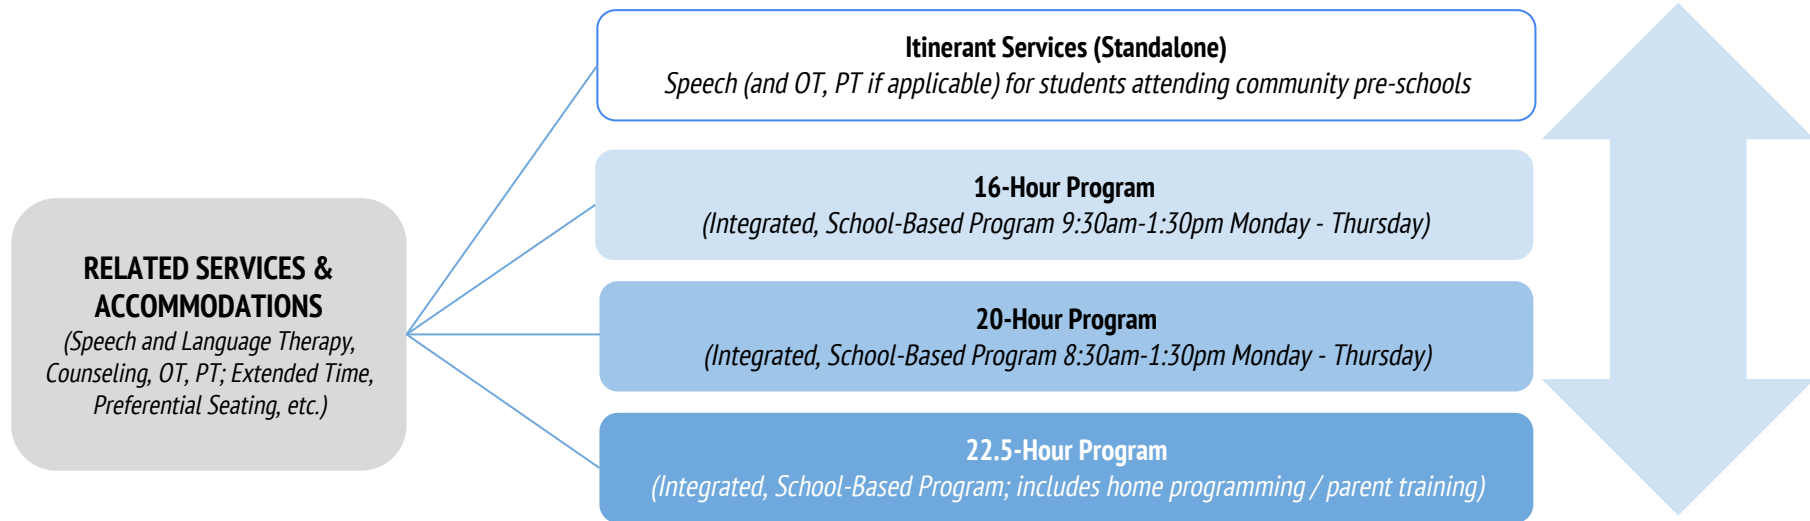 Itinerant Services (Standalone)
Speech (and OT, PT if applicable) for students attending community pre-schools
16-Hour Program
(Integrated, School-Based Program 9:30am-1:30pm Monday - Thursday)
RELATED SERVICES &
ACCOMMODATIONS
(Speech and Language Therapy,
Counseling, OT, PT; Extended Time,
Preferential Seating, etc.)
20-Hour Program
(Integrated, School-Based Program 8:30am-1:30pm Monday - Thursday)
22.5-Hour Program
(Integrated, School-Based Program; includes home programming / parent training)